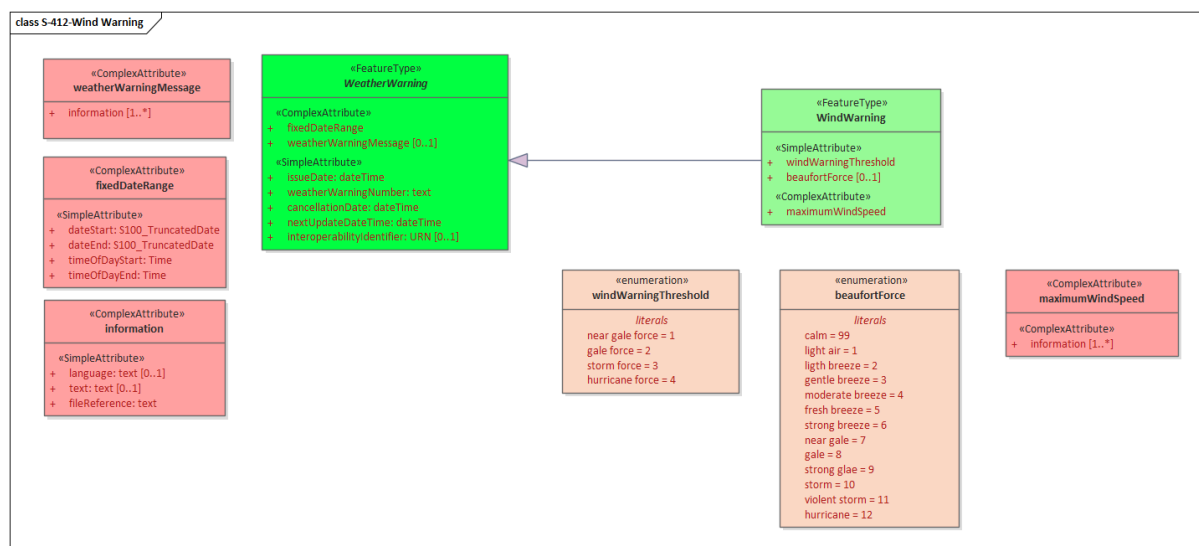 class S-412-Wind Warning
«ComplexAttribute»
weatherWarningMessage
+ information [1..*]
«ComplexAttribute»
fixedDateRange
«SimpleAttribute»
+ dateStart: S100_TruncatedDate
+ dateEnd: S100_TruncatedDate
+ timeOfDayStart: Time
+ timeOfDayEnd: Time
«ComplexAttribute»
information
«SimpleAttribute»
+ language: text [0..1]
+ text: text [0..1]
+ fileReference: text
«FeatureType»
WeatherWarning
«ComplexAttribute»
+ fixedDateRange
+ weatherWarningMessage [0..1]
«SimpleAttribute»
+ issueDate: dateTime
+ weatherWarningNumber: text
+ cancellationDate: dateTime
+ nextUpdateDateTime: dateTime
+ interoperabilityIdentifier: URN [0..1]
«FeatureType»
WindWarning
«SimpleAttribute»
+ windWarningThreshold
+ beaufortForce [0..1]
«ComplexAttribute»
+ maximumWindSpeed
«enumeration»
windWarningThreshold
literals
near gale force = 1
gale force = 2
storm force = 3
hurricane force = 4
«enumeration»
beaufortForce
literals
calm = 99
light air = 1
ligth breeze = 2
gentle breeze = 3
moderate breeze = 4
fresh breeze = 5
strong breeze = 6
near gale = 7
gale = 8
strong glae = 9
storm = 10
violent storm = 11
hurricane = 12
«ComplexAttribute»
maximumWindSpeed
«ComplexAttribute»
+ information [1..*]